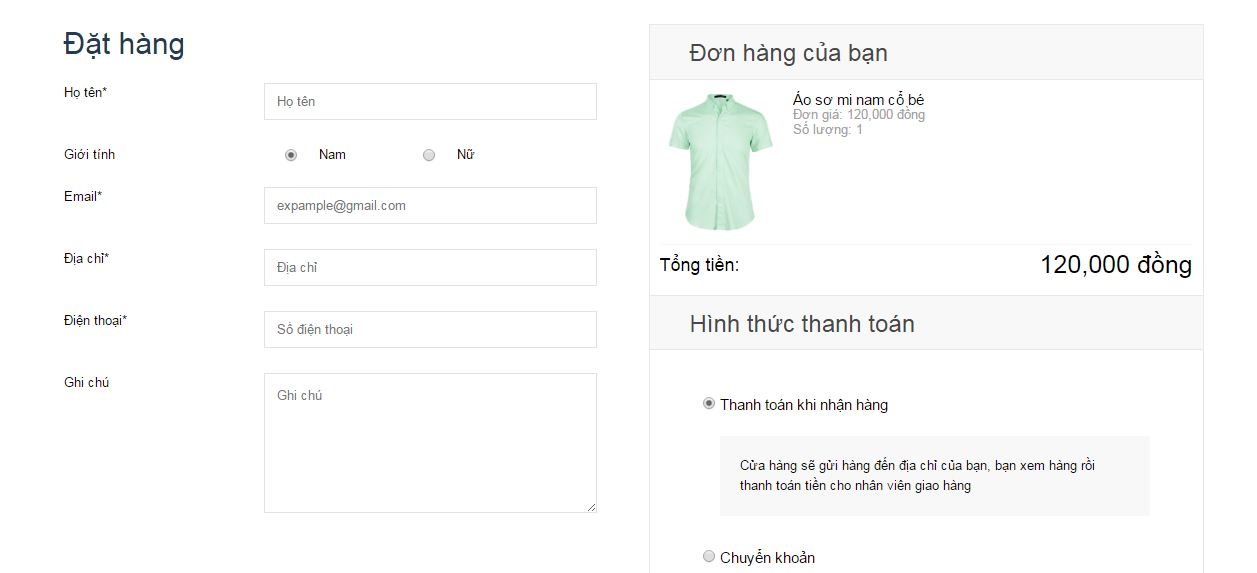 Đặt hàng
Họ tên*
Họ tên
Giới tính
Nam
Nữ
Email*
expample@gmail.com
Địa chỉ*
Địa chỉ
Điện thoại*
Số điện thoại
Ghi chú
Ghi chú
Đơn hàng của bạn
Áo sơ mi nam cổ bé
Đơn giá: 120,000 đồng
Số lượng: 1
Tổng tiền:
120,000 đồng
Hình thức thanh toán
Thanh toán khi nhận hàng
Cửa hàng sẽ gửi hàng đến địa chỉ của bạn, bạn xem hàng rồi
thanh toán tiền cho nhân viên giao hàng
Chuyển khoản